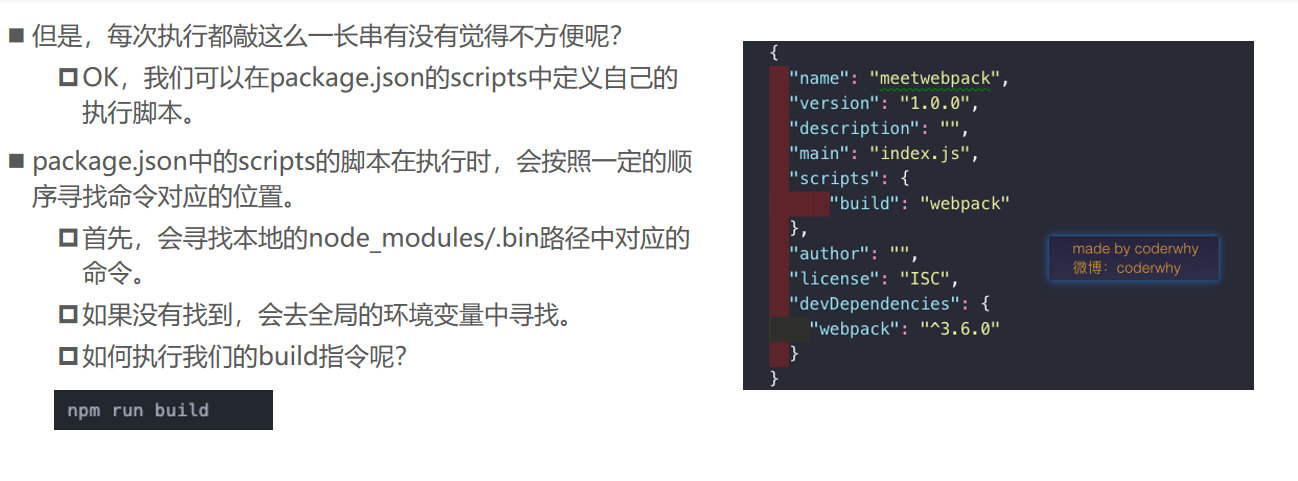 但是，每次执行都敲这么一长串有没有觉得不方便呢？
OK，我们可以在package.json的scripts中定义自己的
执行脚本。
package.json中的scripts的脚本在执行时，会按照一定的顺
序寻找命令对应的位置。
首先，会寻找本地的node_modules/.bin路径中对应的
命令。
如果没有找到，会去全局的环境变量中寻找。
如何执行我们的build指令呢？
npm run build
{
"name": "meetwebpack",
"version": "1.0.0",
"description": "",
"main": "index.js",
"scripts": {
"build": "webpack"
},
"author": "",
"license": "ISC",
"devDependencies": {
"webpack": "^3.6.0"
}
}
made by coderwhy
微博：coderwhy